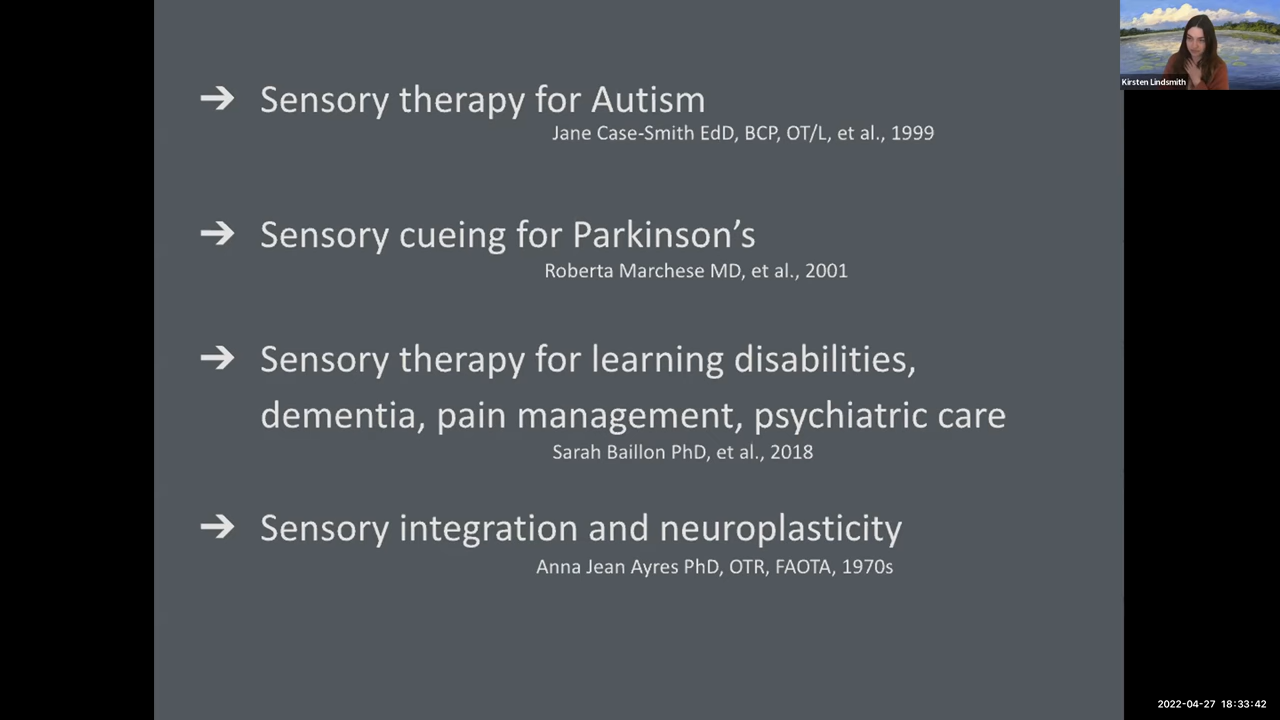 ➔ Sensory therapy for Autism
Jane Case-Smith EdD, BCP, OT/L, et al., 1999
➔ Sensory cueing for Parkinson’s
Roberta Marchese MD, et al., 2001
➔ Sensory therapy for learning disabilities,
dementia, pain management, psychiatric care
Sarah Baillon PhD, et al., 2018
➔ Sensory integration and neuroplasticity
Anna Jean Ayres PhD, OTR, FAOTA, 1970s
Kirsten Lindsmith
2022-04-27 18:33:42